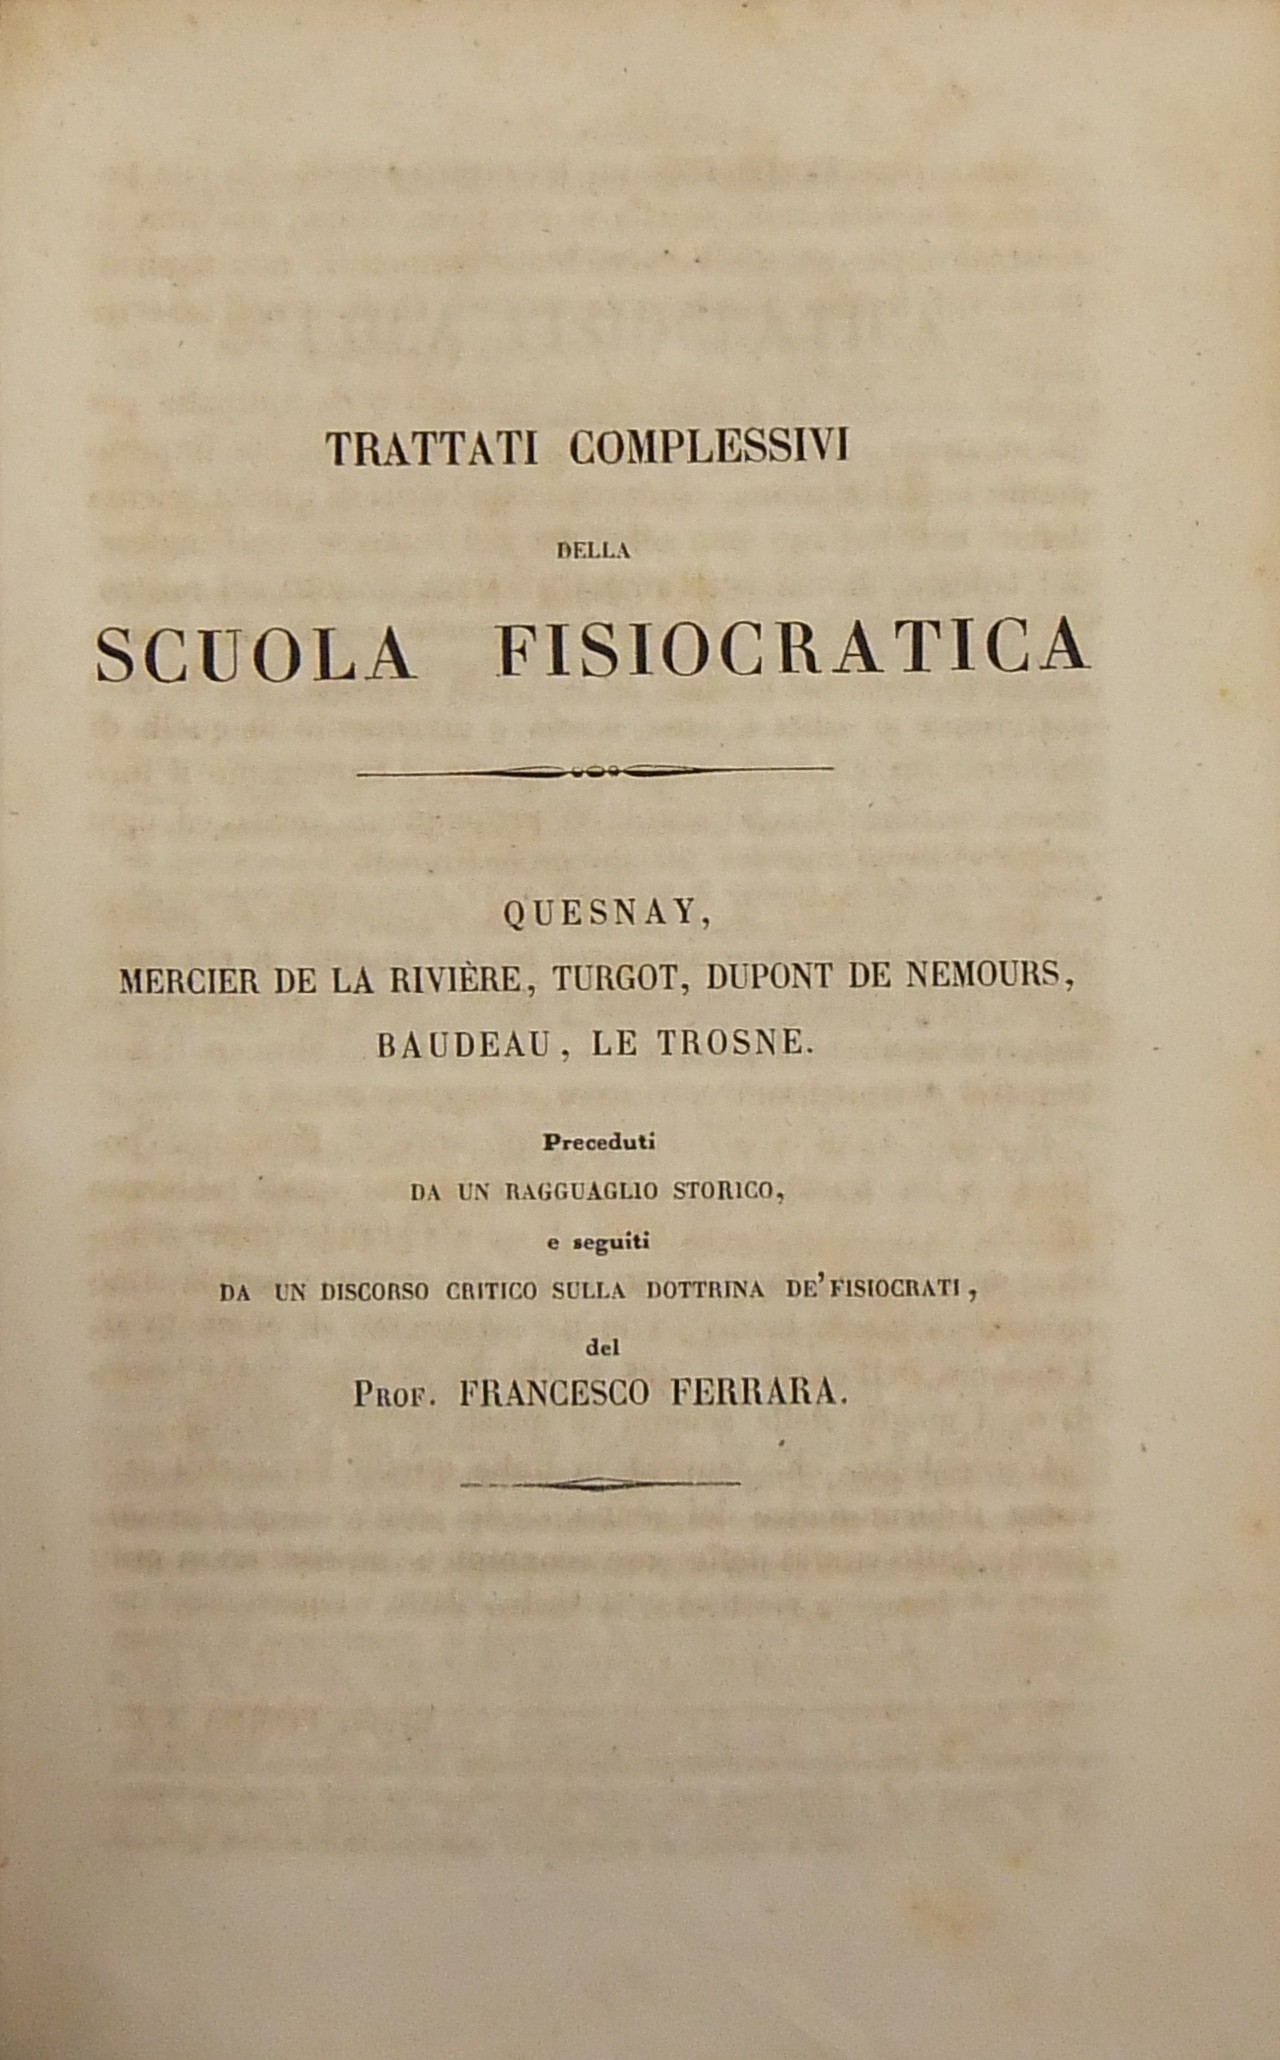 TRATTATI COMPLESSIVI
DELLA
SCUOLA FISIOCRATICA
QUESNAY,
MERCIER DE LA RIVIÈRE, TURGOT, DUPONT DE NEMOURS,
BAUDEAU, LE TROSNE.
Preceduti
DA UN RAGGUAGLIO STORICO,
e seguiti
DA UN DISCORSO CRITICO SULLA DOTTRINA DE'FISIOCRATI,
del
PROF. FRANCESCO FERRARA.